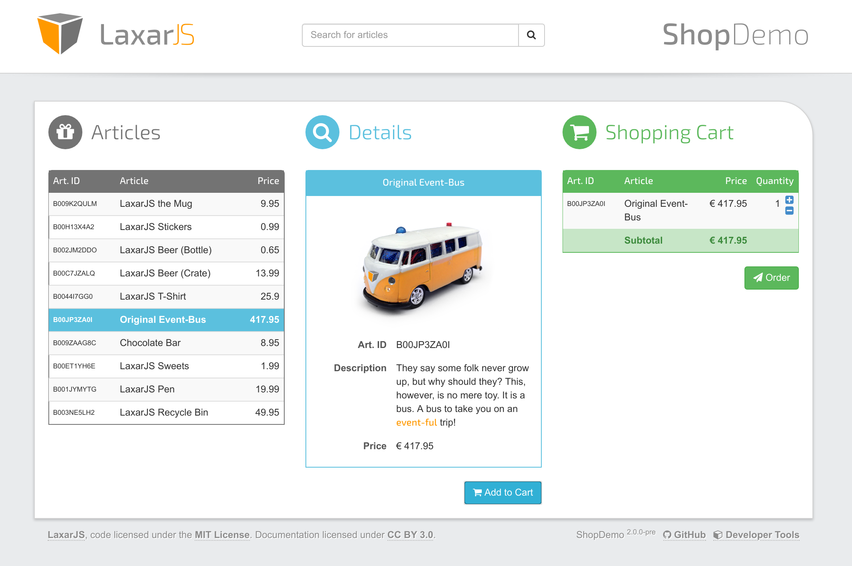 LaxarJS
Search for articles
ShopDemo
Articles
Art. ID Article Price
B009K2QULM LaxarJS the Mug 9.95
B00H13X4A2 LaxarJS Stickers 0.99
B002JM2DDO LaxarJS Beer (Bottle) 0.65
B00C7JZALQ LaxarJS Beer (Crate) 13.99
B0044I7GG0 LaxarJS T-Shirt 25.9
B00JP3ZA0I Original Event-Bus 417.95
B009ZAAG8C Chocolate Bar 8.95
B00ET1YH6E LaxarJS Sweets 1.99
B001JYMYTG LaxarJS Pen 19.99
B003NE5LH2 LaxarJS Recycle Bin 49.95
Details
Original Event-Bus
Art. ID B00JP3ZA0I
Description They say some folk never grow
up, but why should they? This,
however, is no mere toy. It is a
bus. A bus to take you on an
event-ful trip!
Price € 417.95
Add to Cart
Shopping Cart
Art. ID Article Price Quantity
B00JP3ZA0I Original Event- € 417.95 1
Bus
Subtotal € 417.95
Order
LaxarJS, code licensed under the MIT License. Documentation licensed under CC BY 3.0.
ShopDemo 2.0.0-pre GitHub Developer Tools